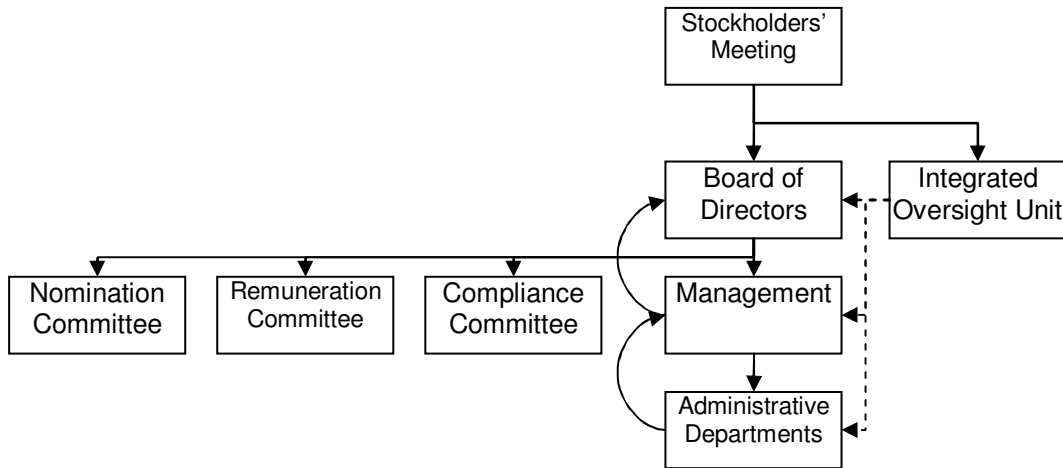 Stockholders'
Meeting
Board of
Directors
Integrated
Oversight Unit
Nomination
Committee
Remuneration
Committee
Compliance
Committee
Management
Administrative
Departments